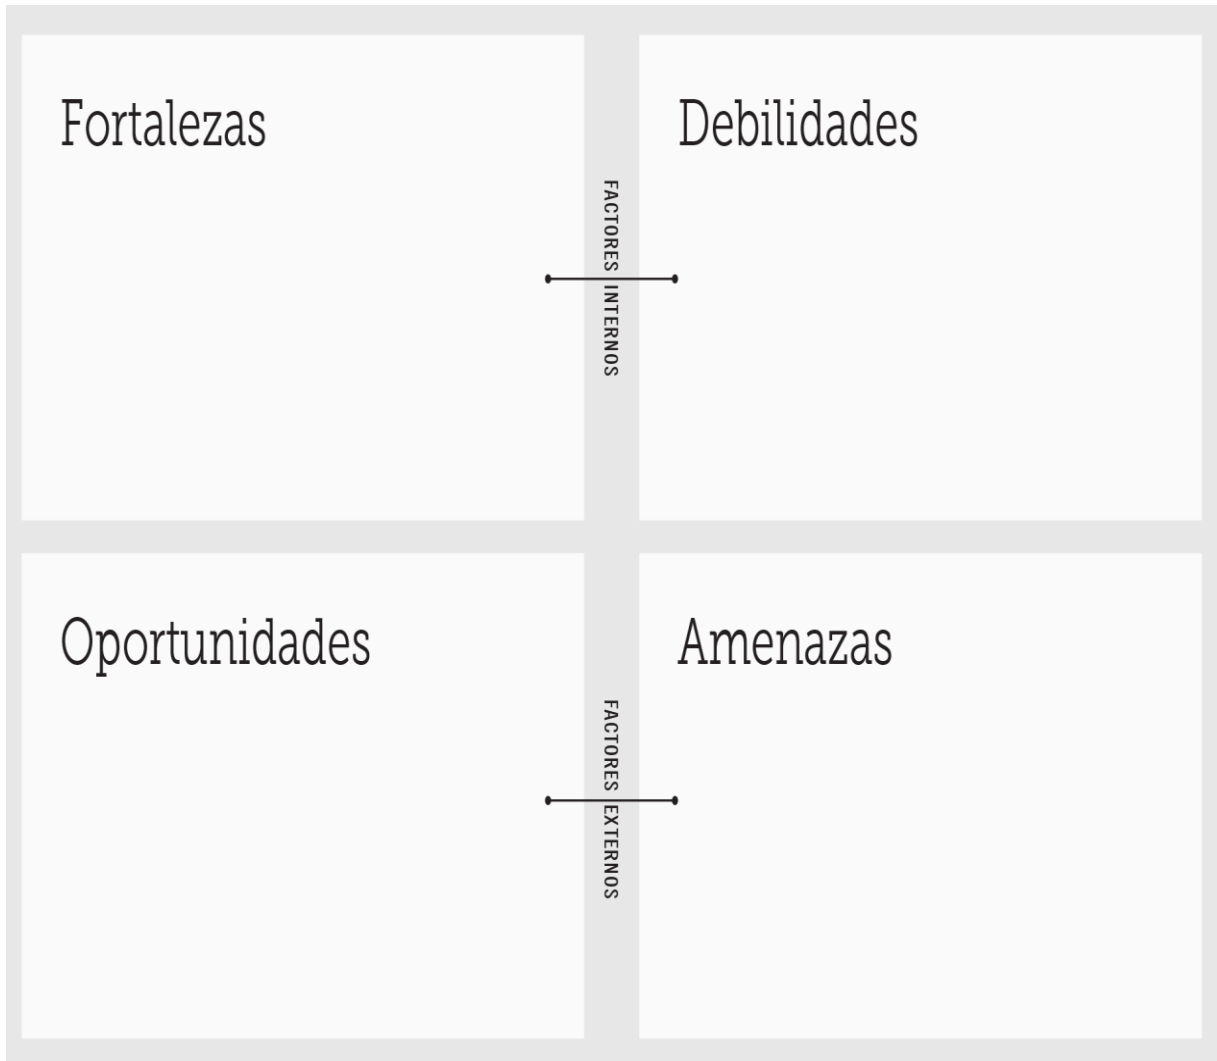 Fortalezas
Debilidades
FACTORES INTERNOS
Oportunidades
Amenazas
FACTORES EXTERNOS